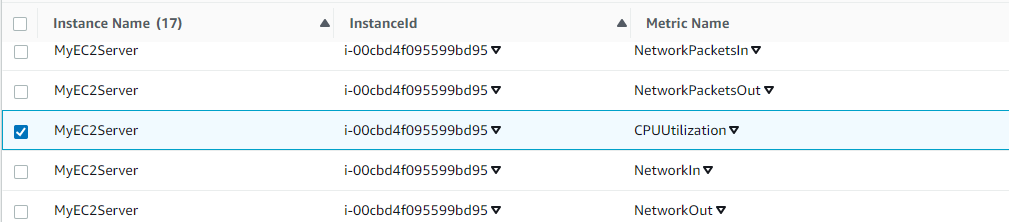 Instance Name (17) InstanceId Metric Name
MyEC2Server i-00cbd4f095599bd95 NetworkPacketsIn
MyEC2Server i-00cbd4f095599bd95 NetworkPacketsOut
MyEC2Server i-00cbd4f095599bd95 CPUUtilization
MyEC2Server i-00cbd4f095599bd95 NetworkIn
MyEC2Server i-00cbd4f095599bd95 NetworkOut